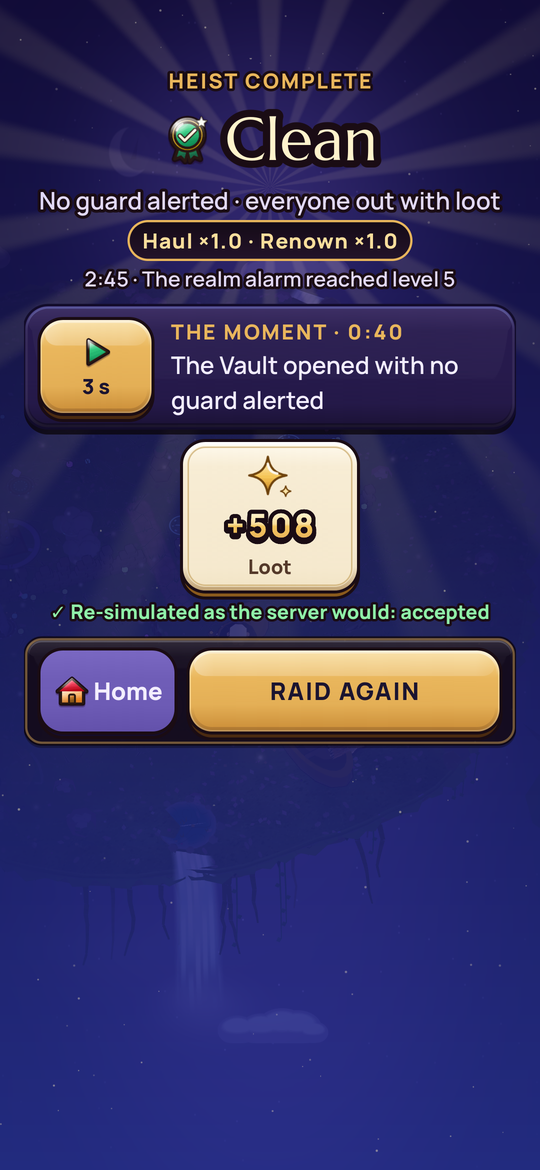 HEIST COMPLETE
Clean
No guard alerted · everyone out with loot
Haul ×1.0 · Renown ×1.0
2:45 · The realm alarm reached level 5
THE MOMENT · 0:40
The Vault opened with no
guard alerted
3 s
+508
Loot
✓ Re-simulated as the server would: accepted
Home
RAID AGAIN